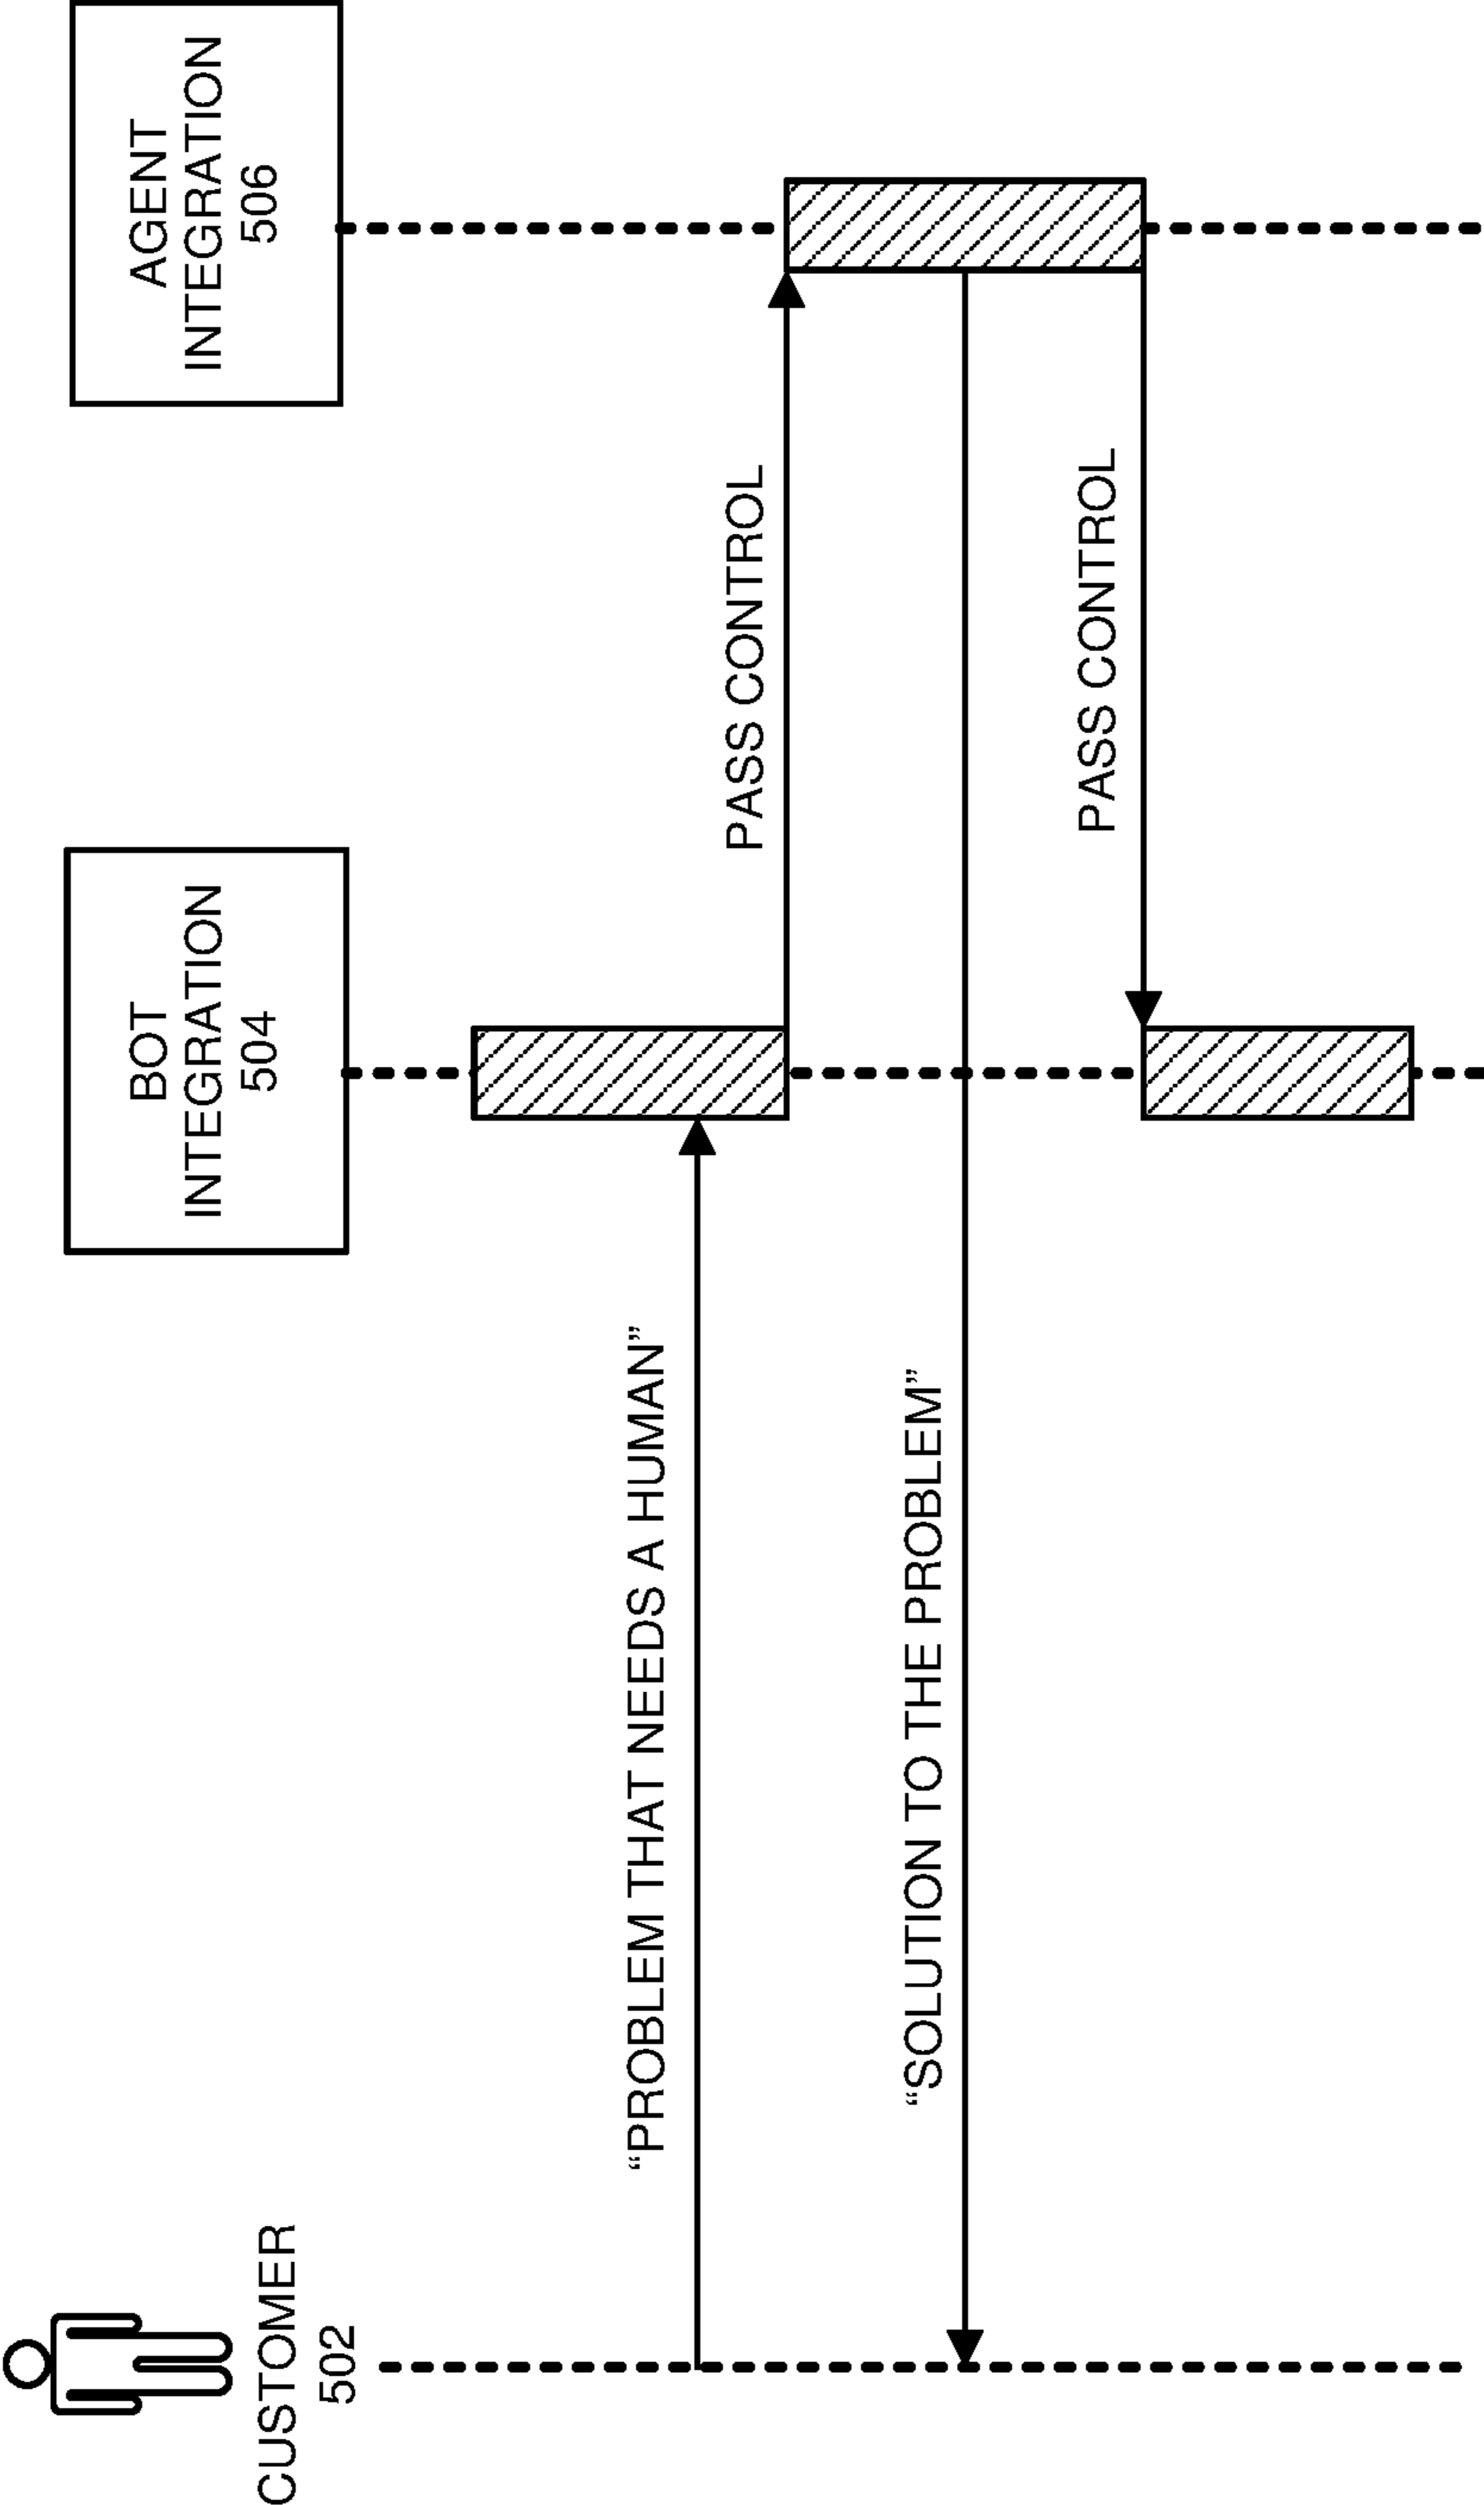 CUSTOMER
502
BOT
INTEGRATION
504
AGENT
INTEGRATION
506
“PROBLEM THAT NEEDS A HUMAN”
PASS CONTROL
“SOLUTION TO THE PROBLEM”
PASS CONTROL